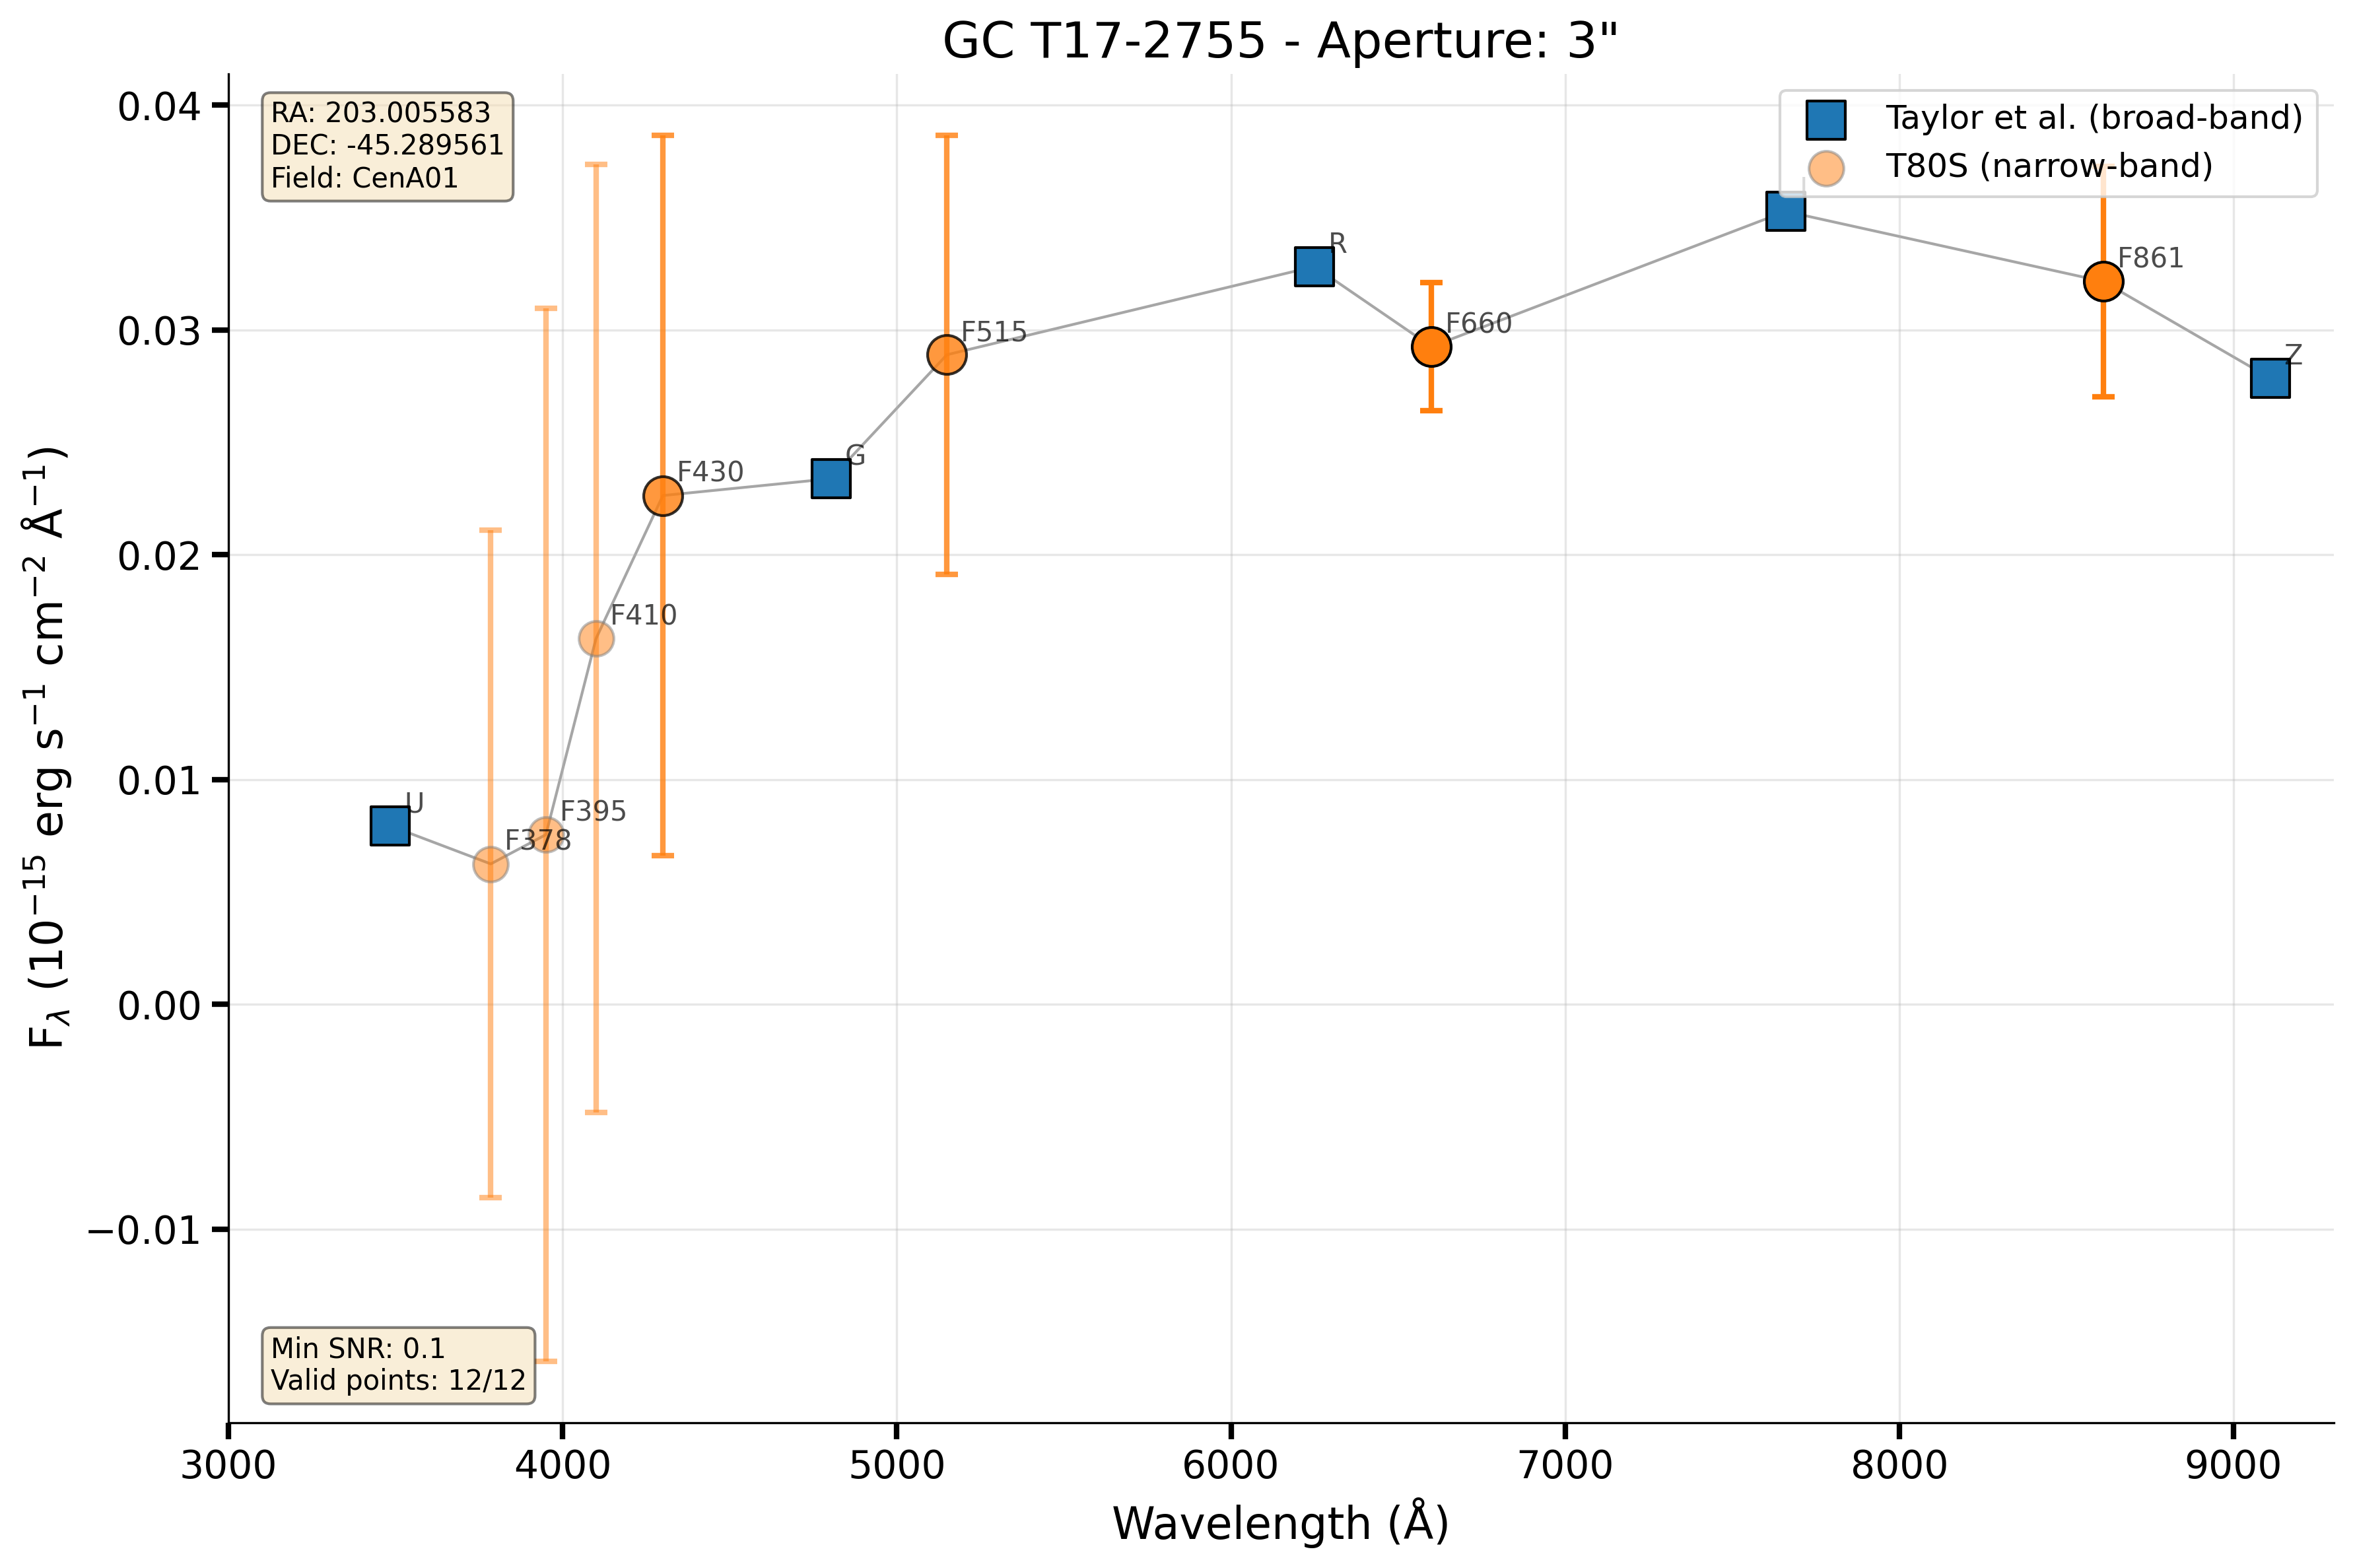 GC T17-2755 - Aperture: 3"
RA: 203.005583
DEC: -45.289561
Field: CenA01
Taylor et al. (broad-band)
T80S (narrow-band)
0.04
0.03
0.02
0.01
0.00
−0.01
F_λ (10⁻¹⁵ erg s⁻¹ cm⁻² Å⁻¹)
U
F378
F395
F410
F430
G
F515
R
F660
F861
Z
Min SNR: 0.1
Valid points: 12/12
3000
4000
5000
6000
7000
8000
9000
Wavelength (Å)